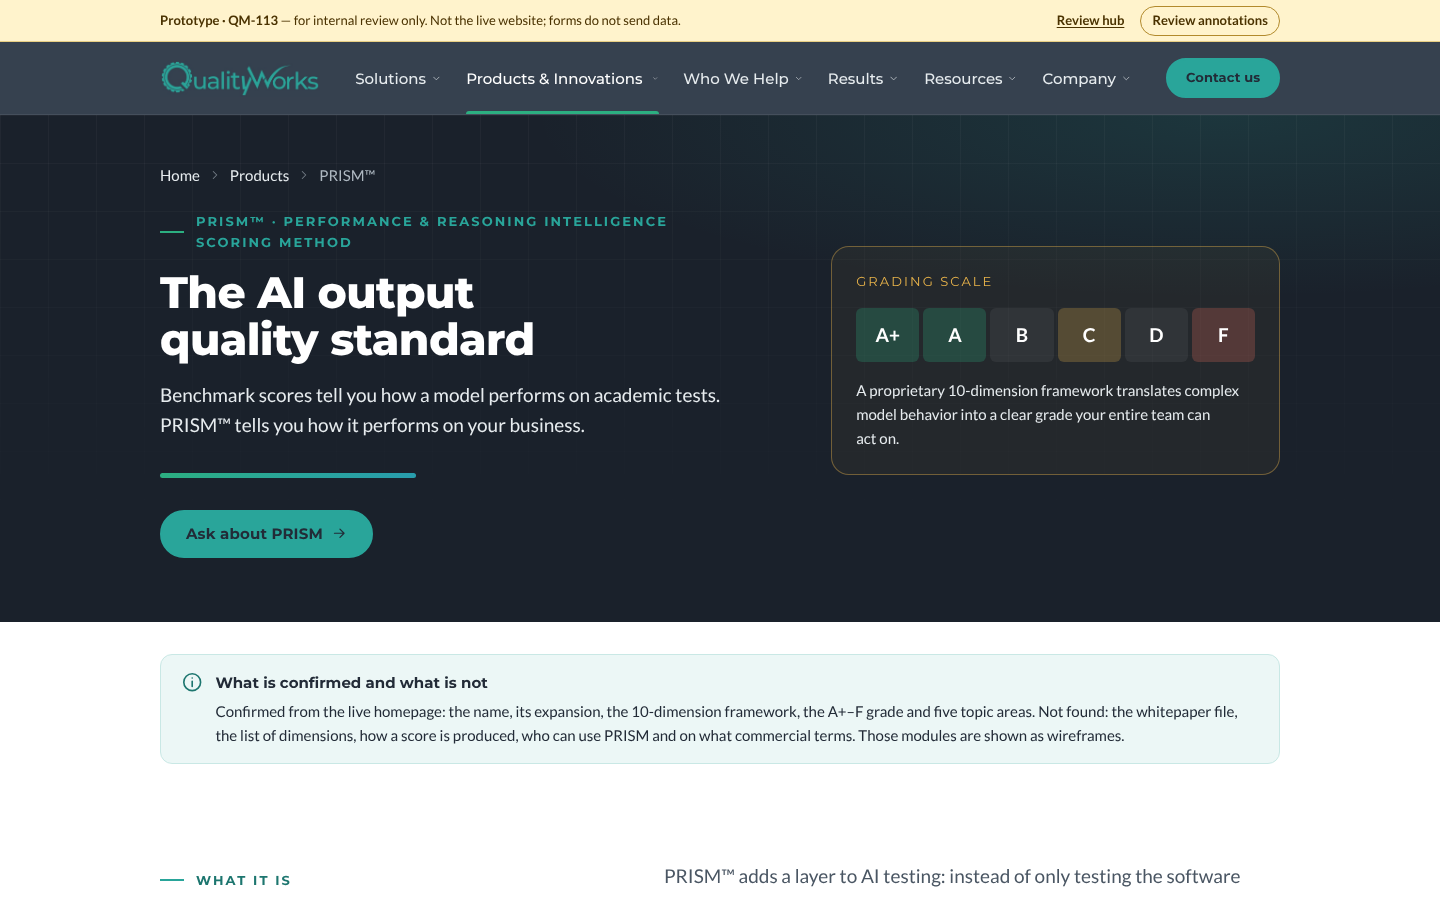 Prototype · QM-113 — for internal review only. Not the live website; forms do not send data.
Review hub
Review annotations
QualityWorks
Solutions
Products & Innovations
Who We Help
Results
Resources
Company
Contact us
Home
Products
PRISM™
PRISM™ · PERFORMANCE & REASONING INTELLIGENCE
SCORING METHOD
The AI output
quality standard
Benchmark scores tell you how a model performs on academic tests.
PRISM™ tells you how it performs on your business.
Ask about PRISM →
GRADING SCALE
A+ A B C D F
A proprietary 10-dimension framework translates complex
model behavior into a clear grade your entire team can
act on.
What is confirmed and what is not
Confirmed from the live homepage: the name, its expansion, the 10-dimension framework, the A+–F grade and five topic areas. Not found: the whitepaper file,
the list of dimensions, how a score is produced, who can use PRISM and on what commercial terms. Those modules are shown as wireframes.
WHAT IT IS
PRISM™ adds a layer to AI testing: instead of only testing the software